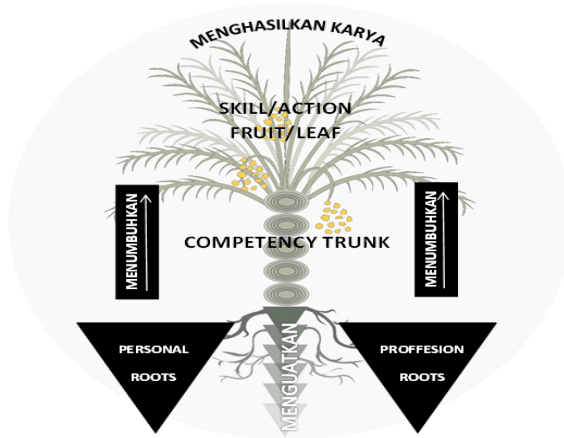 MENGHASILKAN KARYA
SKILL/ACTION
FRUIT/LEAF
MENUMBUHKAN
MENUMBUHKAN
COMPETENCY TRUNK
PERSONAL
ROOTS
MENGUATKAN
PROFFESION
ROOTS